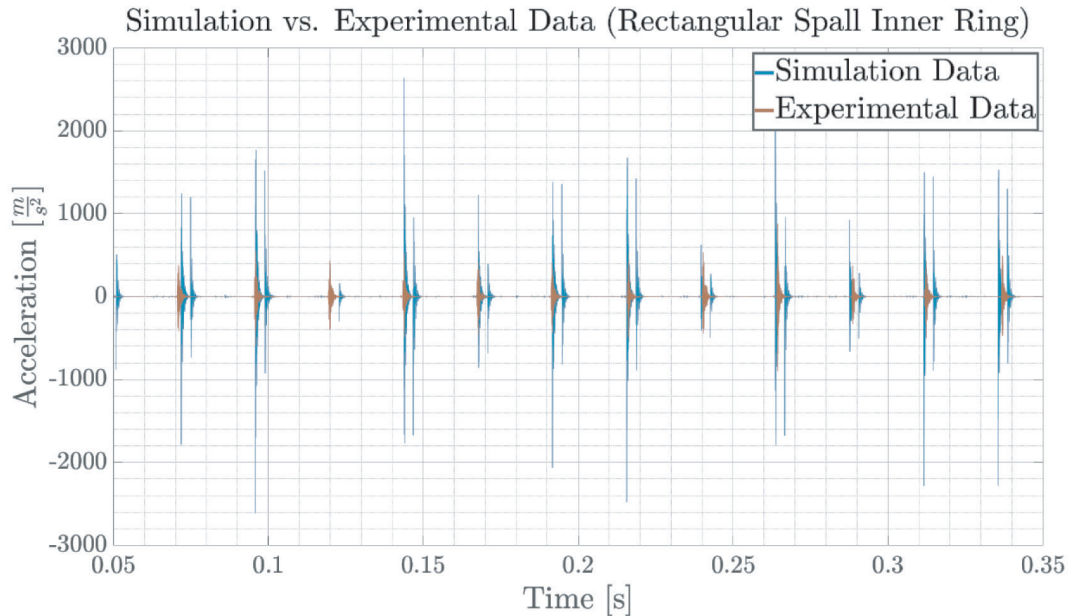 Simulation vs. Experimental Data (Rectangular Spall Inner Ring)
3000
Simulation Data
Experimental Data
2000
1000
0
-1000
-2000
-3000
Acceleration [m/s²]
0.05 0.1 0.15 0.2 0.25 0.3 0.35
Time [s]